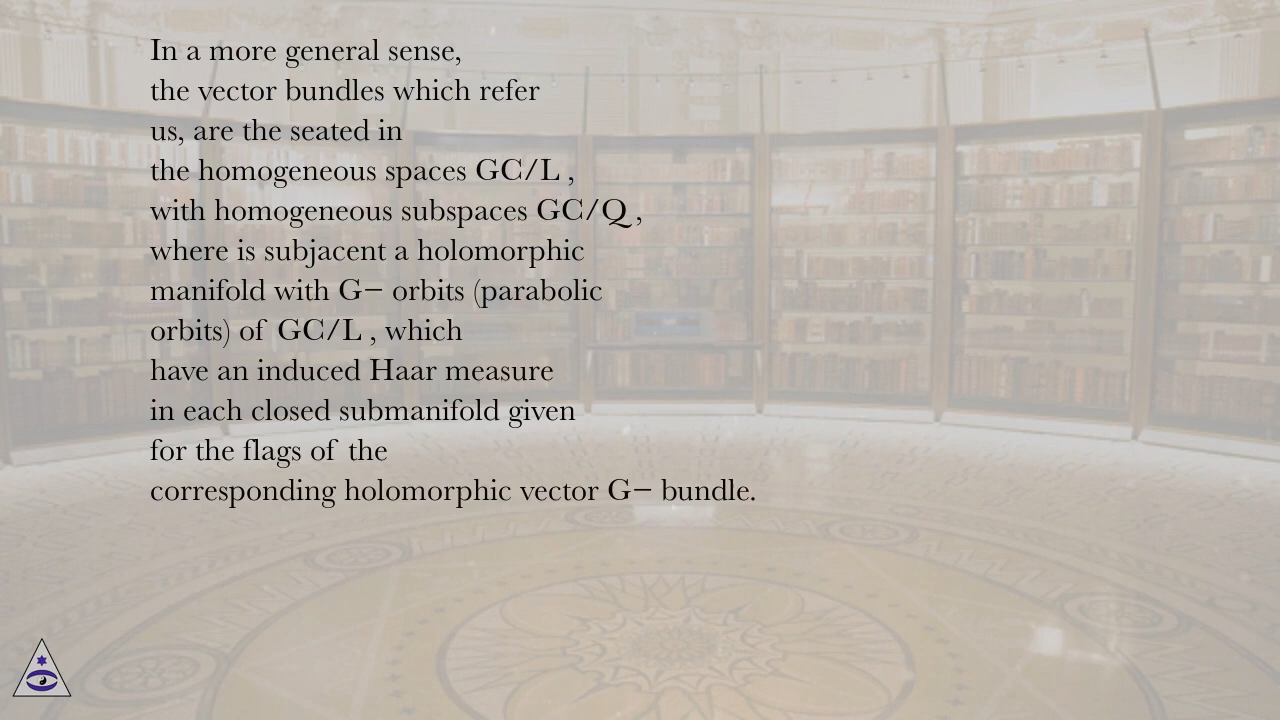 In a more general sense,
the vector bundles which refer
us, are the seated in
the homogeneous spaces GC/L ,
with homogeneous subspaces GC/Q ,
where is subjacent a holomorphic
manifold with G− orbits (parabolic
orbits) of GC/L , which
have an induced Haar measure
in each closed submanifold given
for the flags of the
corresponding holomorphic vector G− bundle.